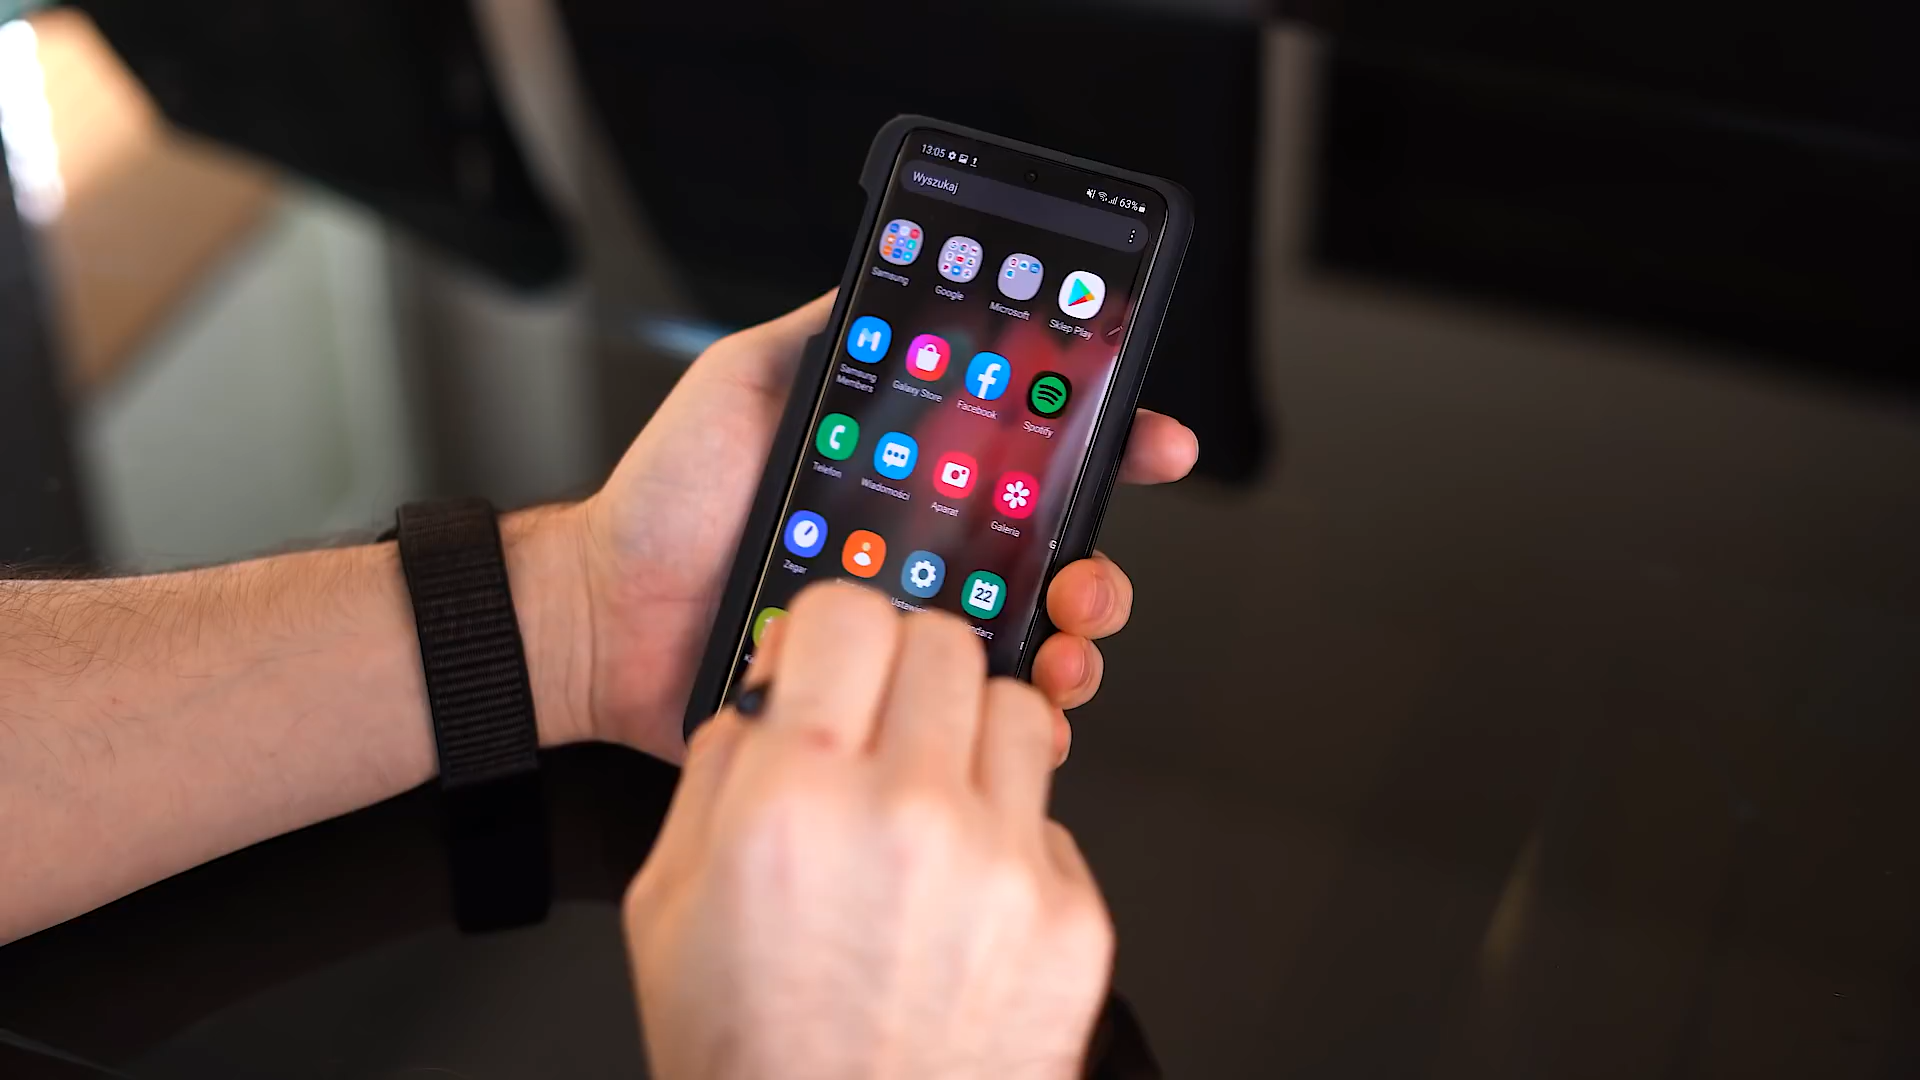 13:05
63%
Wyszukaj
Samsung
Google
Microsoft
Sklep Play
Samsung
Members
Galaxy Store
Facebook
Spotify
Telefon
Wiadomości
Aparat
Galeria
G
Zegar
22